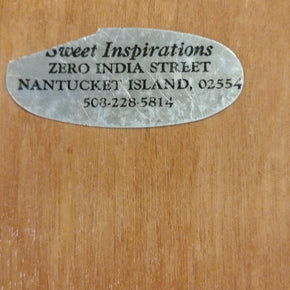 Sweet Inspirations
ZERO INDIA STREET
NANTUCKET ISLAND, 02554
508-228-5814